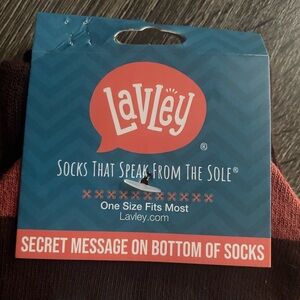 LavLey
®
SOCKS THAT SPEAK FROM THE SOLE®
One Size Fits Most
Lavley.com
SECRET MESSAGE ON BOTTOM OF SOCKS